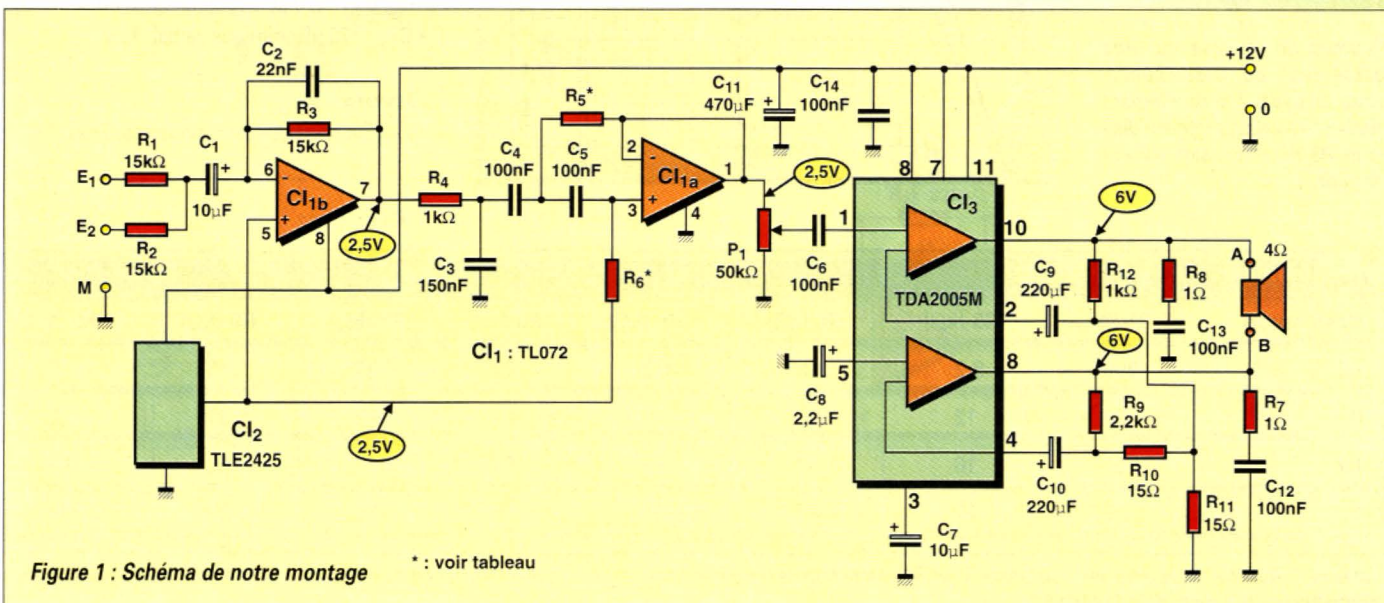 C2
22nF
R3
15kΩ
R1
15kΩ
C1
10µF
E1
E2
R2
15kΩ
M
6
-
5
+
CI1b
7
8
2,5V
R4
1kΩ
C3
150nF
C4
100nF
C5
100nF
R5*
R6*
2
-
3
+
CI1a
1
4
CI1 : TL072
CI2
TLE2425
2,5V
C11
470µF
+
C14
100nF
+12V
0
2,5V
P1
50kΩ
C6
100nF
1
8
7
11
CI3
TDA2005M
10
2
8
4
5
3
C8
2,2µF
+
C7
10µF
+
6V
C9
220µF
+
R12
1kΩ
R8
1Ω
C13
100nF
A
4Ω
B
6V
R9
2,2kΩ
C10
220µF
+
R10
15Ω
R11
15Ω
R7
1Ω
C12
100nF
Figure 1 : Schéma de notre montage
* : voir tableau